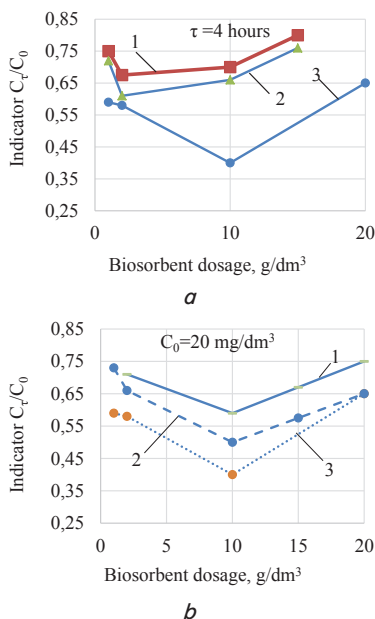 0,85
τ =4 hours
1
0,75
0,65
2
3
0,55
0,45
0,35
0,25
0 10 20
Indicator Cτ/C0
Biosorbent dosage, g/dm³
a
0,85
C0=20 mg/dm³
1
0,75
0,65
0,55
2
3
0,45
0,35
0,25
0 5 10 15 20
Indicator Cτ/C0
Biosorbent dosage, g/dm³
b